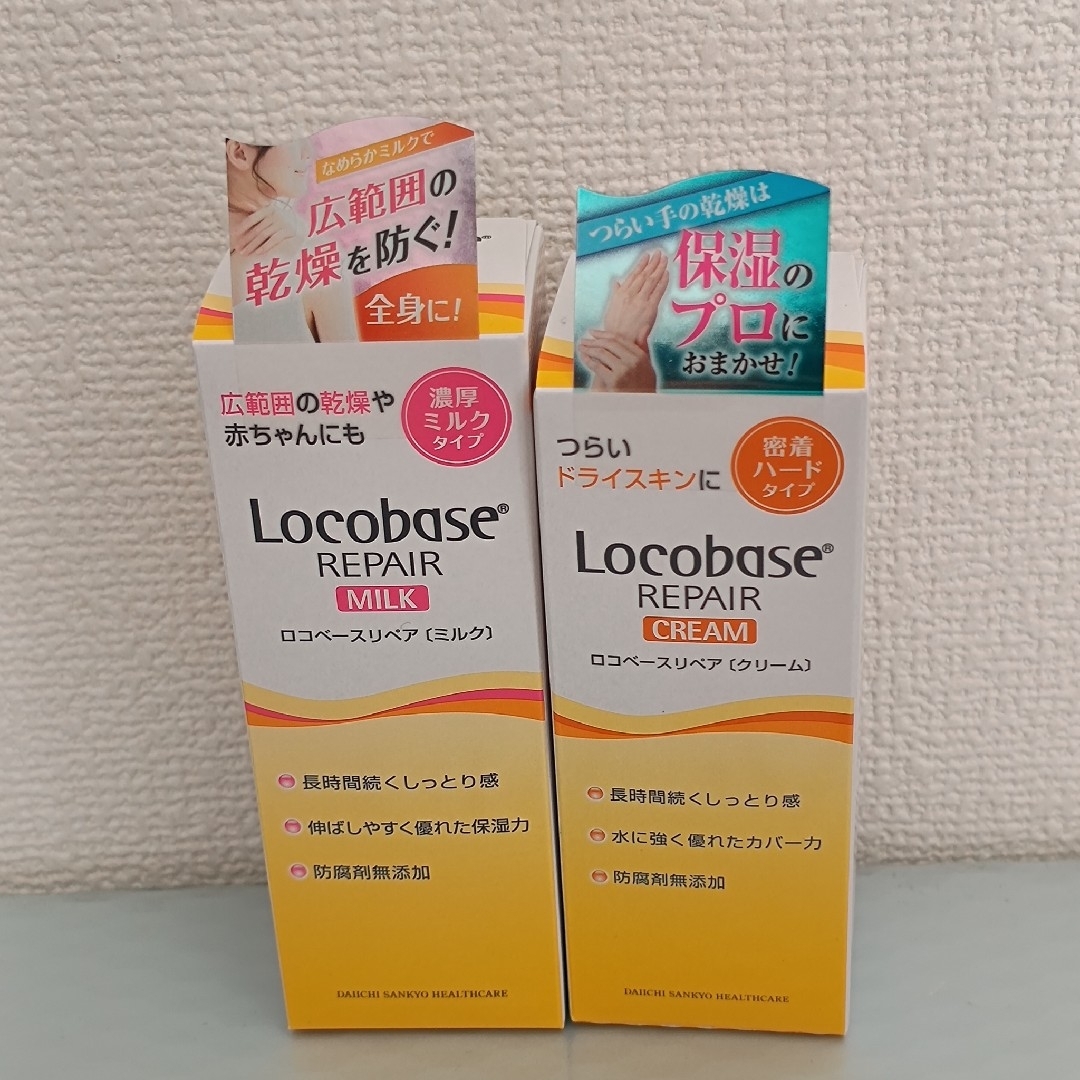 なめらかミルクで
広範囲の
乾燥を防ぐ!
全身に!
広範囲の乾燥や
赤ちゃんにも
濃厚
ミルク
タイプ
Locobase®
REPAIR
MILK
ロコベースリペア〔ミルク〕
長時間続くしっとり感
伸ばしやすく優れた保湿力
防腐剤無添加
DAIICHI SANKYO HEALTHCARE
つらい手の乾燥は
保湿の
プロに
おまかせ!
つらい
ドライスキンに
密着
ハード
タイプ
Locobase®
REPAIR
CREAM
ロコベースリペア〔クリーム〕
長時間続くしっとり感
水に強く優れたカバー力
防腐剤無添加
DAIICHI SANKYO HEALTHCARE